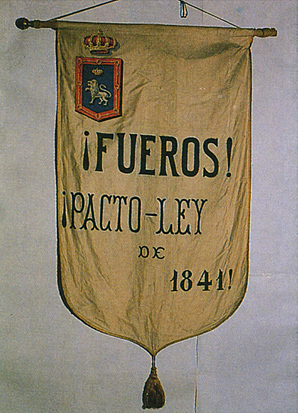 ¡FUEROS!
¡PACTO-LEY
DE
1841!